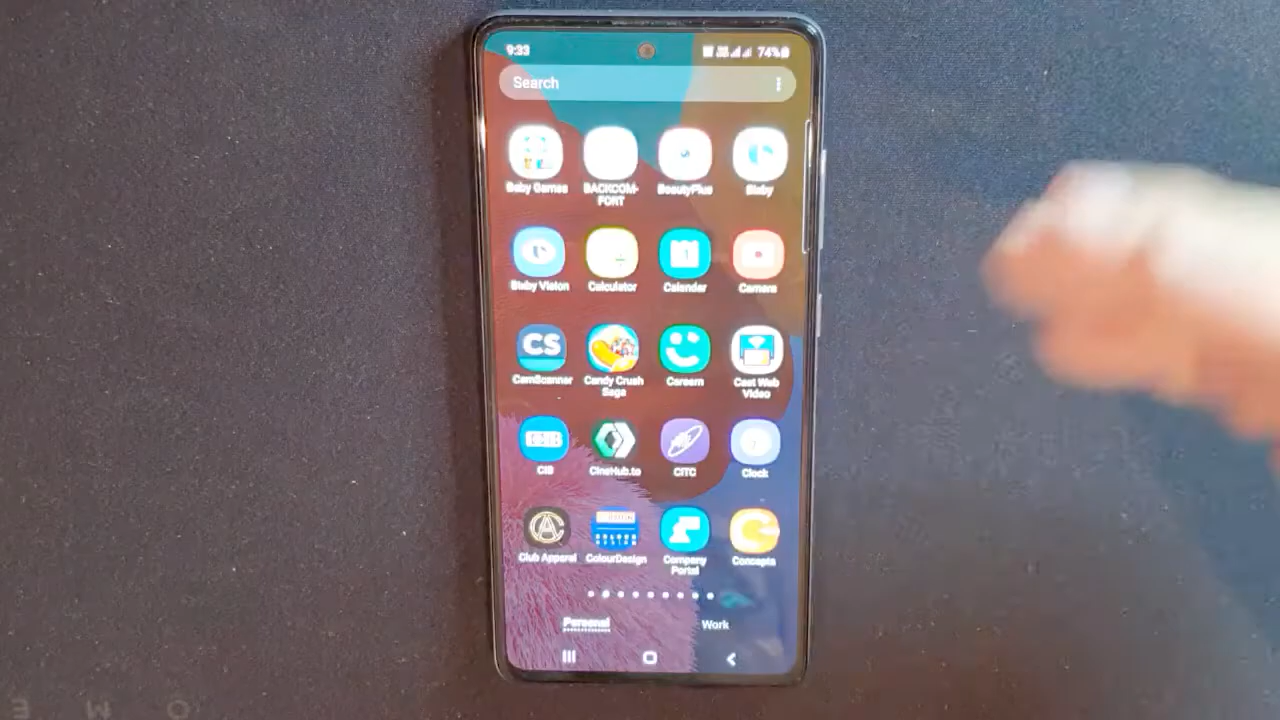 9:33
74%
Search
Baby Games
BACKCOM-
FORT
BeautyPlus
Bixby
Bixby Vision
Calculator
Calendar
Camera
CS
CamScanner
Candy Crush
Saga
Careem
Cast Web
Video
CIB
CIB
CineHub.to
CITC
Clock
Club Apparel
ColourDesign
Company
Portal
Concepts
Personal
Work
E M O